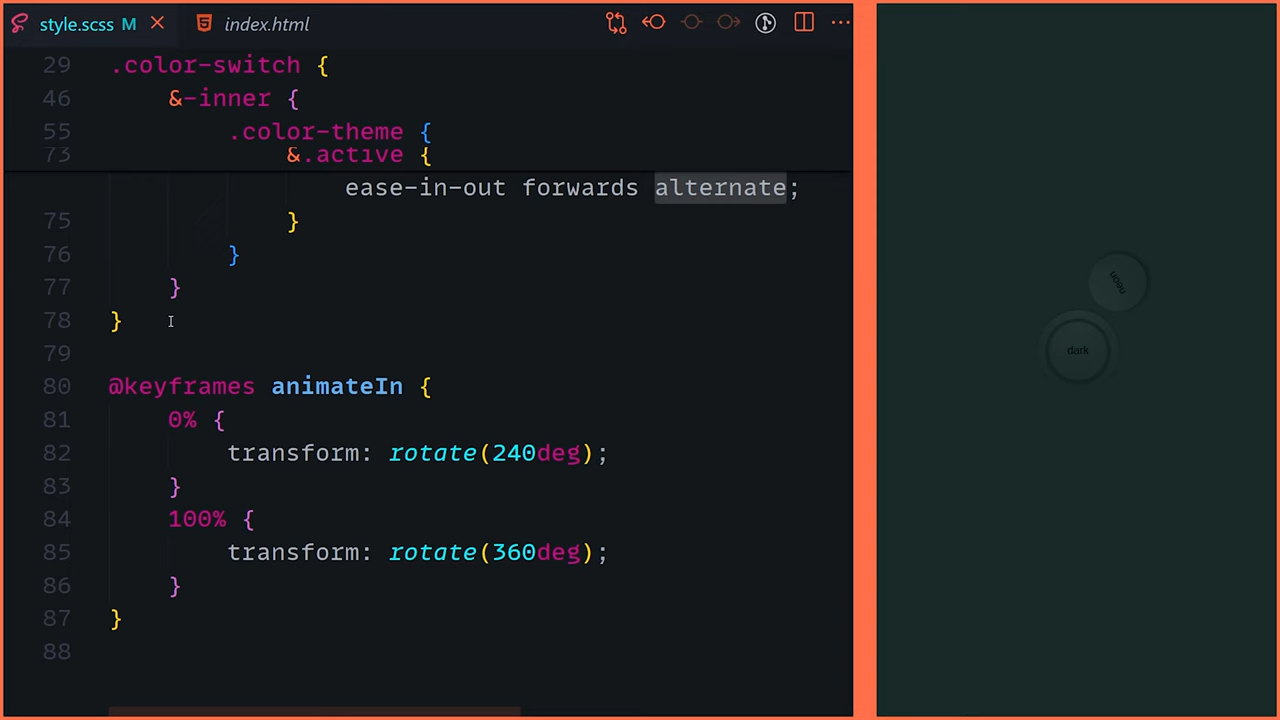 style.scss M
index.html
29 .color-switch {
46 &-inner {
55 .color-theme {
73 &.active {
ease-in-out forwards alternate;
75 }
76 }
77 }
78 }
79
80 @keyframes animateIn {
81 0% {
82 transform: rotate(240deg);
83 }
84 100% {
85 transform: rotate(360deg);
86 }
87 }
88
neon
dark